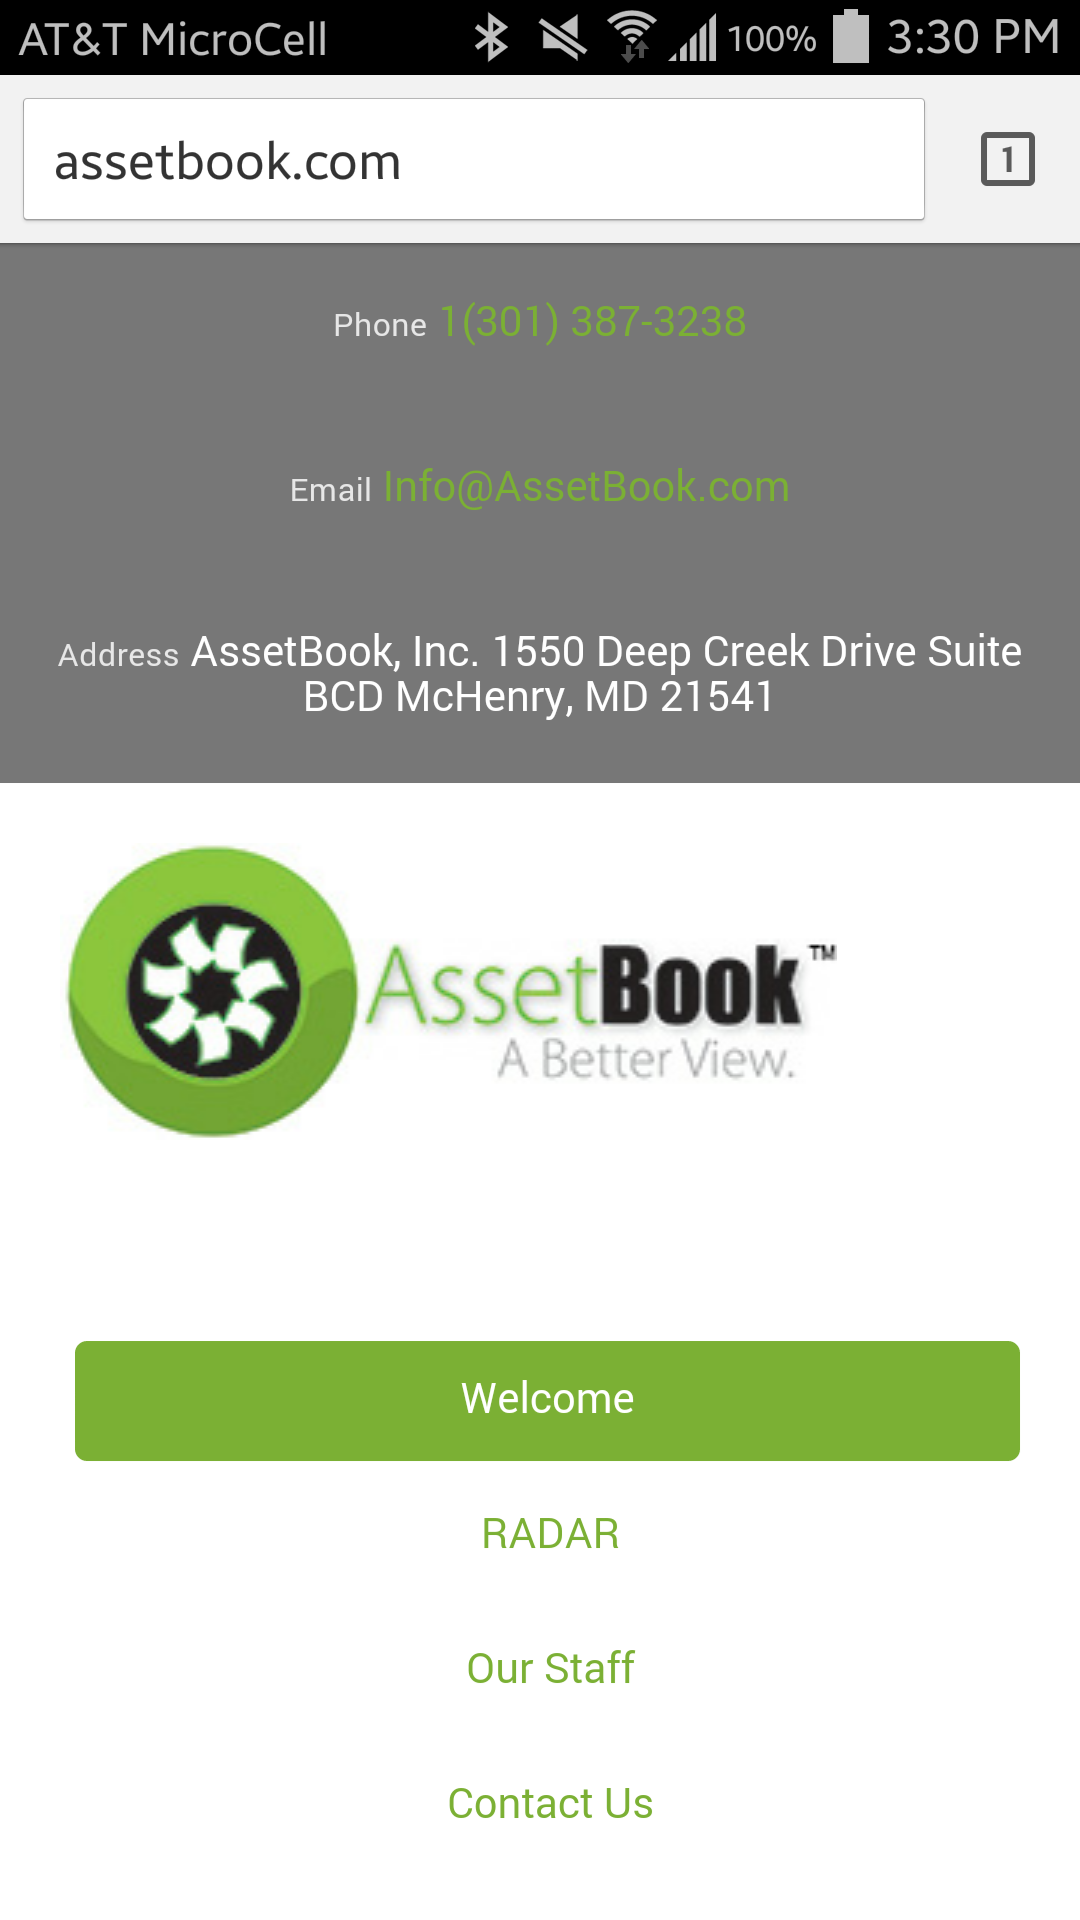 AT&T MicroCell 100% 3:30 PM
assetbook.com 1
Phone 1(301) 387-3238
Email Info@AssetBook.com
Address AssetBook, Inc. 1550 Deep Creek Drive Suite
BCD McHenry, MD 21541
AssetBook™
A Better View.
Welcome
RADAR
Our Staff
Contact Us